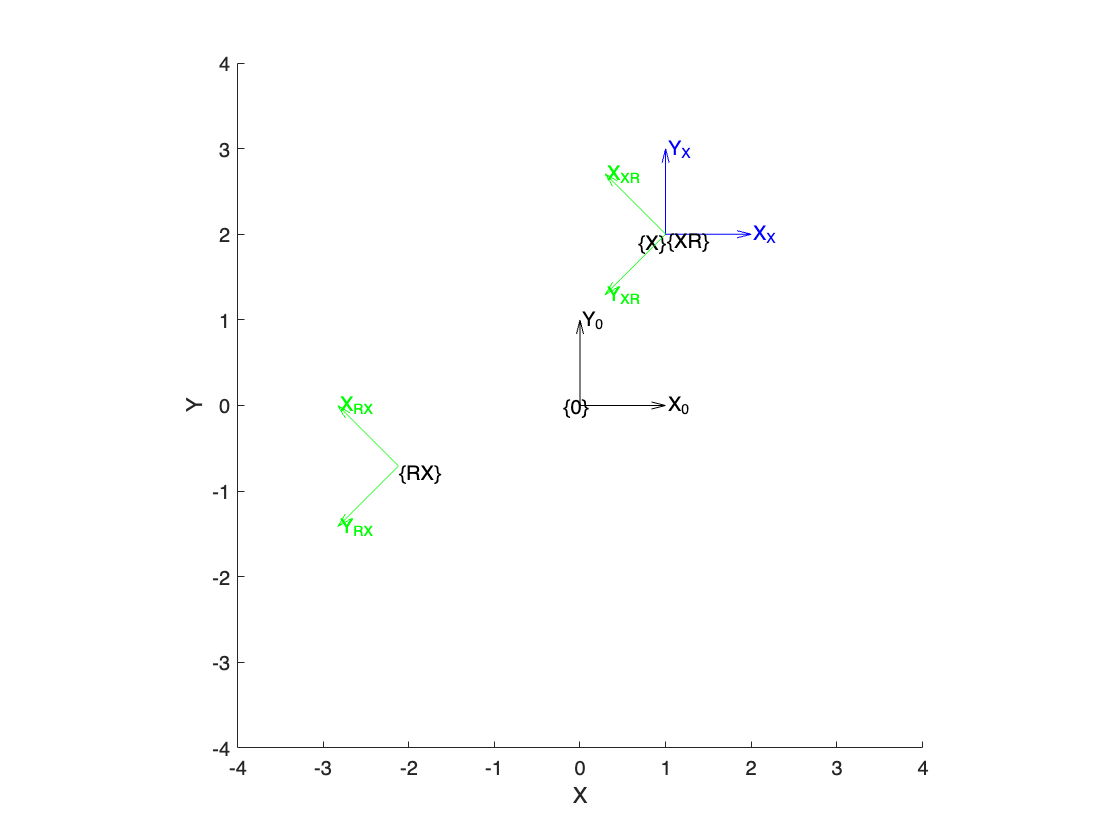 4
3
2
1
0
-1
-2
-3
-4
Y
Y_X
X_XR
X_X
{X}{XR}
Y_XR
Y_0
{0}
X_0
X_RX
{RX}
Y_RX
-4 -3 -2 -1 0 1 2 3 4
X